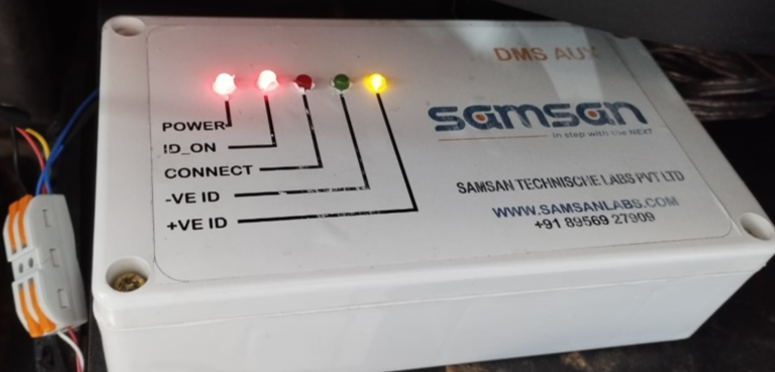 DMS AUX
samsan
in step with the NEXT
POWER
ID_ON
CONNECT
-VE ID
+VE ID
SAMSAN TECHNISCHE LABS PVT LTD
WWW.SAMSANLABS.COM
+91 89569 27909